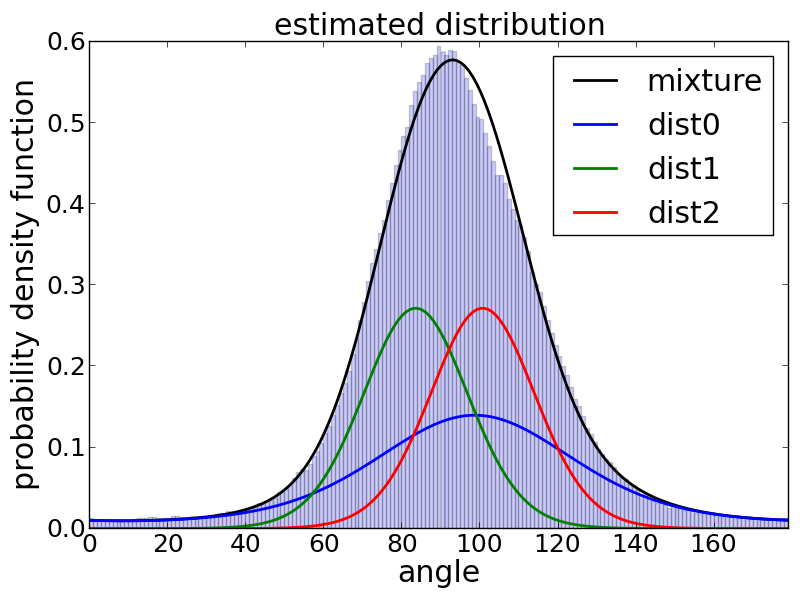 estimated distribution
probability density function
0.6
0.5
0.4
0.3
0.2
0.1
0.0
mixture
dist0
dist1
dist2
0 20 40 60 80 100 120 140 160
angle